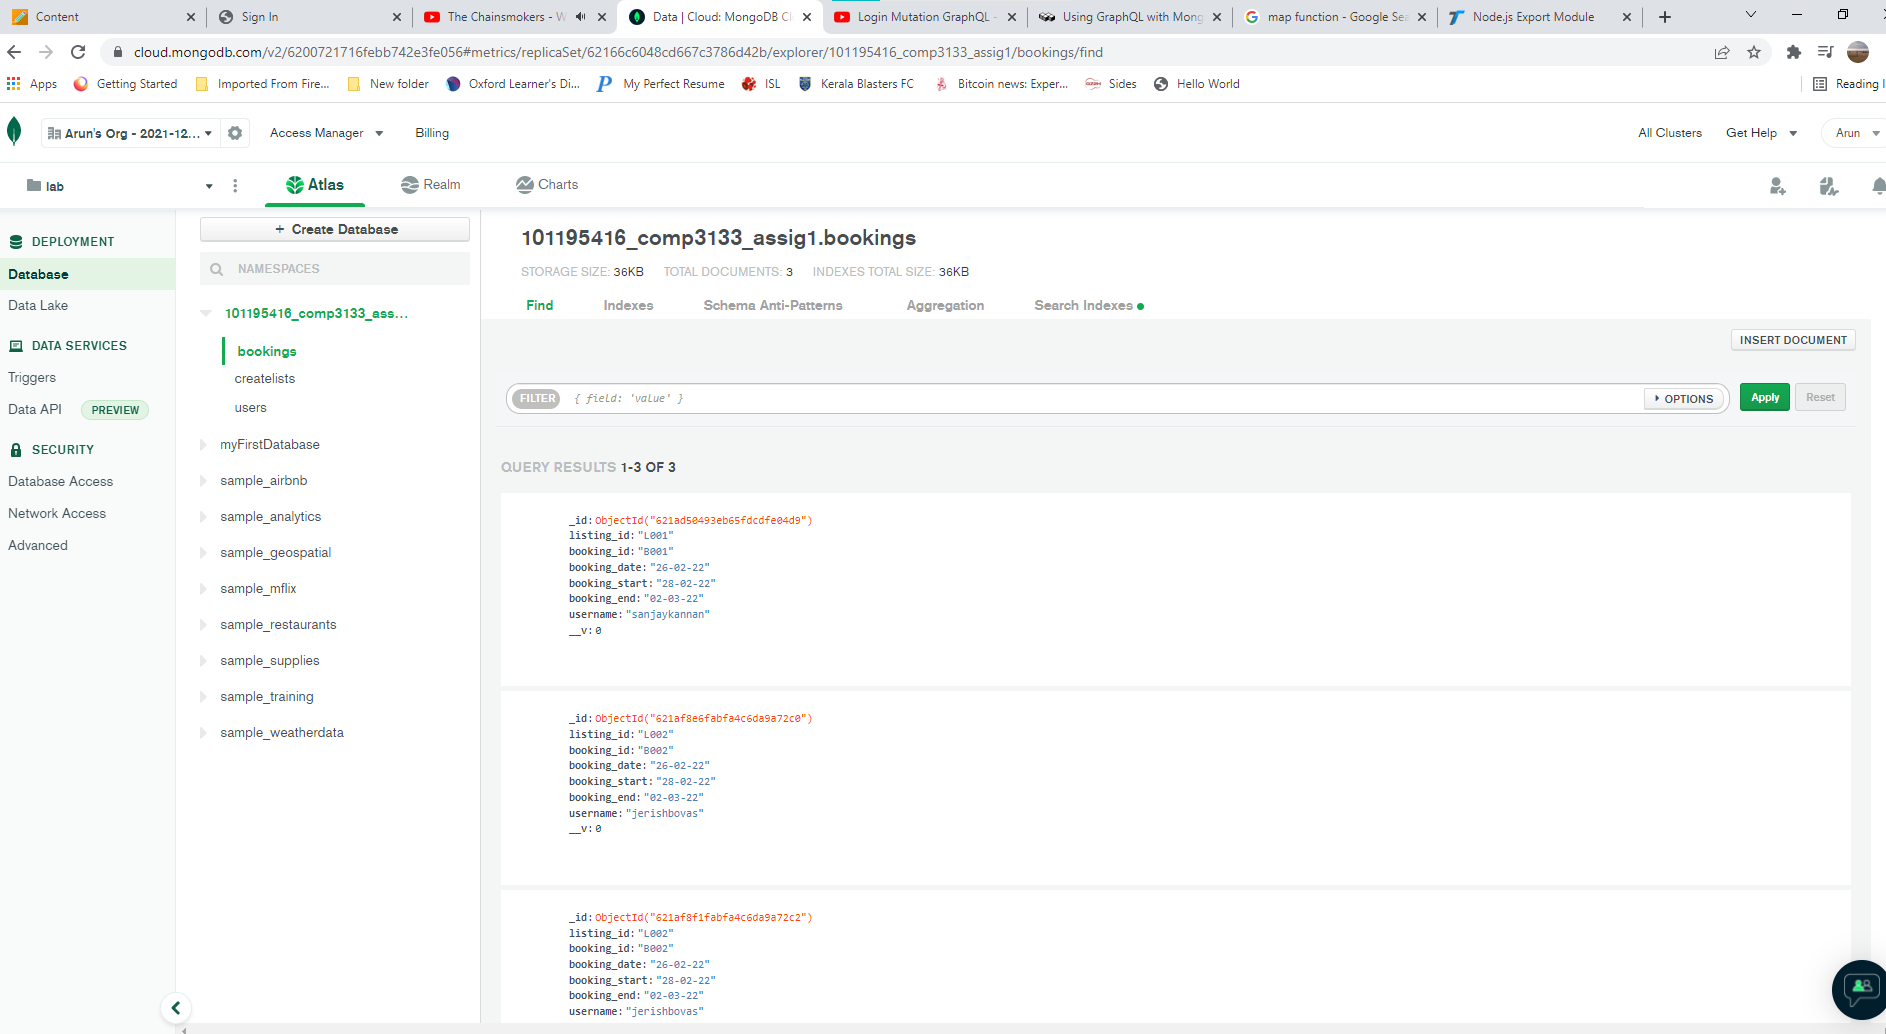 Content
Sign In
The Chainsmokers - W
Data | Cloud: MongoDB Cl
Login Mutation GraphQL -
Using GraphQL with Mong
map function - Google Sea
Node.js Export Module
cloud.mongodb.com/v2/6200721716febb742e3fe056#metrics/replicaSet/62166c6048cd667c3786d42b/explorer/101195416_comp3133_assig1/bookings/find
Apps
Getting Started
Imported From Fire...
New folder
Oxford Learner's Di...
My Perfect Resume
ISL
Kerala Blasters FC
Bitcoin news: Exper...
Sides
Hello World
Reading l
Arun's Org - 2021-12...
Access Manager
Billing
All Clusters
Get Help
Arun
lab
Atlas
Realm
Charts
DEPLOYMENT
Database
Data Lake
DATA SERVICES
Triggers
Data API PREVIEW
SECURITY
Database Access
Network Access
Advanced
+ Create Database
NAMESPACES
101195416_comp3133_ass...
bookings
createlists
users
myFirstDatabase
sample_airbnb
sample_analytics
sample_geospatial
sample_mflix
sample_restaurants
sample_supplies
sample_training
sample_weatherdata
101195416_comp3133_assig1.bookings
STORAGE SIZE: 36KB TOTAL DOCUMENTS: 3 INDEXES TOTAL SIZE: 36KB
Find
Indexes
Schema Anti-Patterns
Aggregation
Search Indexes
INSERT DOCUMENT
FILTER { field: 'value' }
OPTIONS
Apply
Reset
QUERY RESULTS 1-3 OF 3
_id: ObjectId("621ad50493eb65fdcdfe04d9")
listing_id: "L001"
booking_id: "B001"
booking_date: "26-02-22"
booking_start: "28-02-22"
booking_end: "02-03-22"
username: "sanjaykannan"
__v: 0
_id: ObjectId("621af8e6fabfa4c6da9a72c0")
listing_id: "L002"
booking_id: "B002"
booking_date: "26-02-22"
booking_start: "28-02-22"
booking_end: "02-03-22"
username: "jerishbovas"
__v: 0
_id: ObjectId("621af8f1fabfa4c6da9a72c2")
listing_id: "L002"
booking_id: "B002"
booking_date: "26-02-22"
booking_start: "28-02-22"
booking_end: "02-03-22"
username: "jerishbovas"